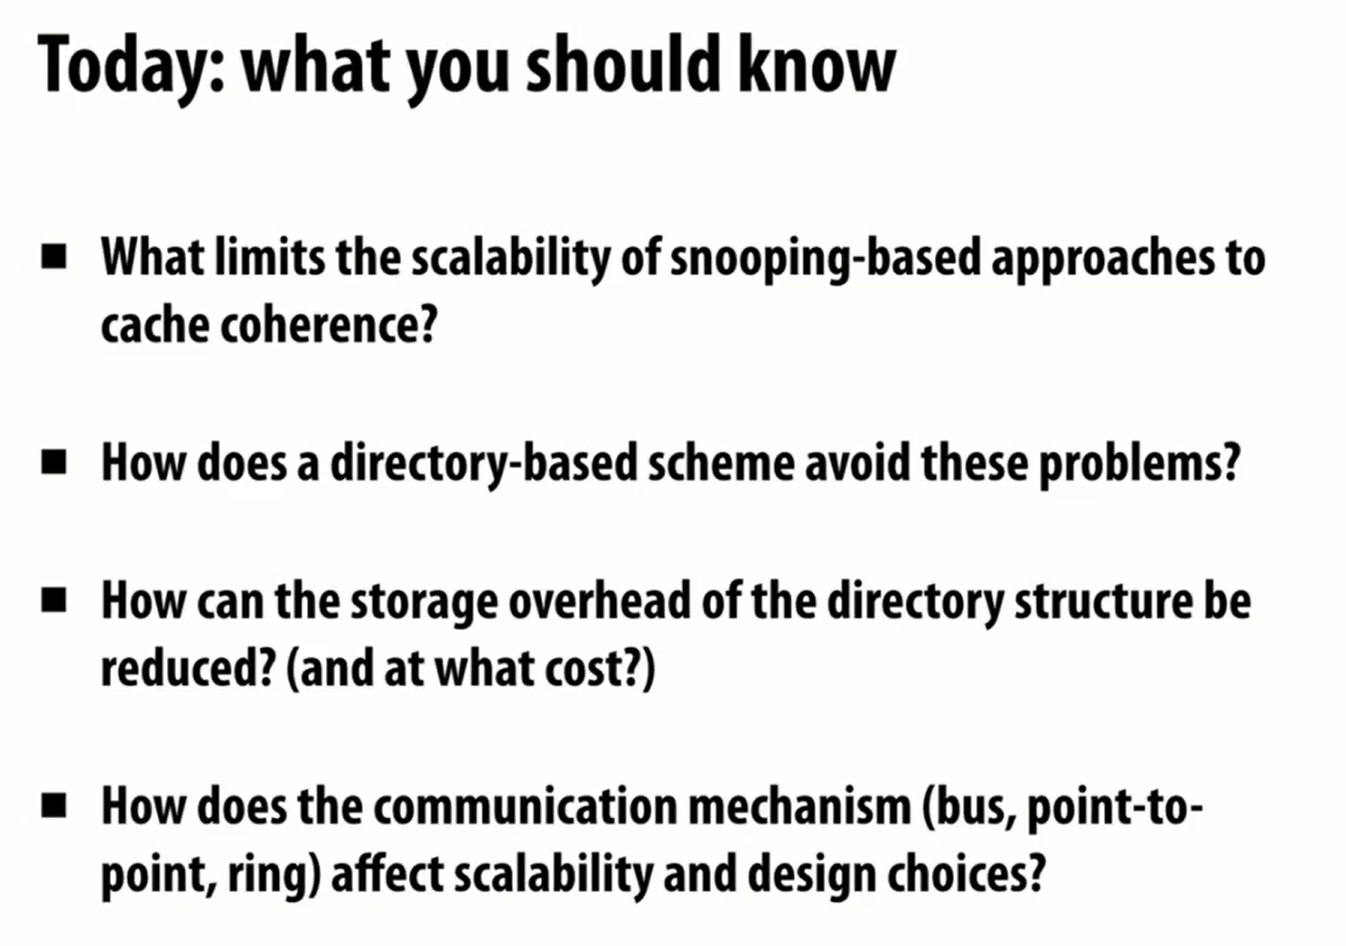 Today: what you should know
■ What limits the scalability of snooping-based approaches to
cache coherence?
■ How does a directory-based scheme avoid these problems?
■ How can the storage overhead of the directory structure be
reduced? (and at what cost?)
■ How does the communication mechanism (bus, point-to-
point, ring) affect scalability and design choices?